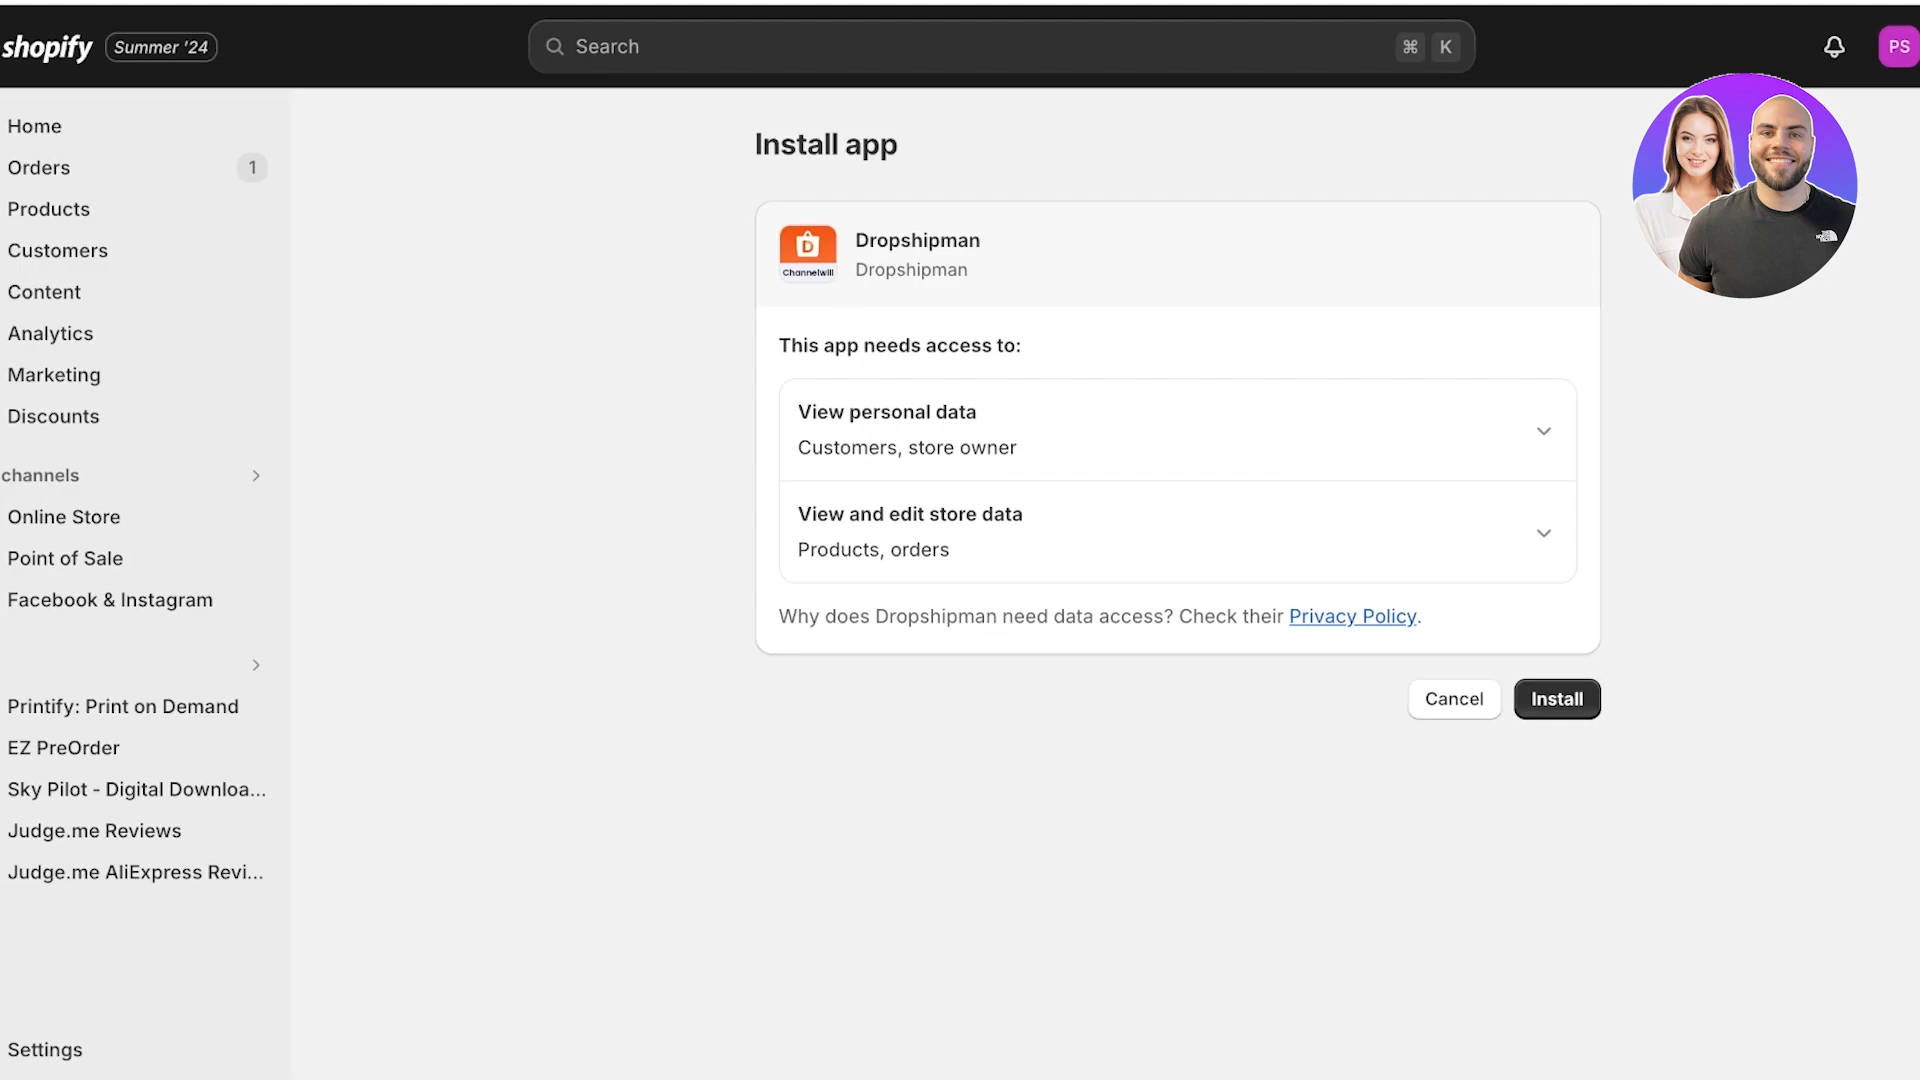 shopify Summer '24
Search
⌘ K
PS
Home
Orders 1
Products
Customers
Content
Analytics
Marketing
Discounts
channels
Online Store
Point of Sale
Facebook & Instagram
Printify: Print on Demand
EZ PreOrder
Sky Pilot - Digital Downloa...
Judge.me Reviews
Judge.me AliExpress Revi...
Settings
Install app
D
Channelwill
Dropshipman
Dropshipman
This app needs access to:
View personal data
Customers, store owner
View and edit store data
Products, orders
Why does Dropshipman need data access? Check their Privacy Policy.
Cancel
Install
THE NORTH FACE